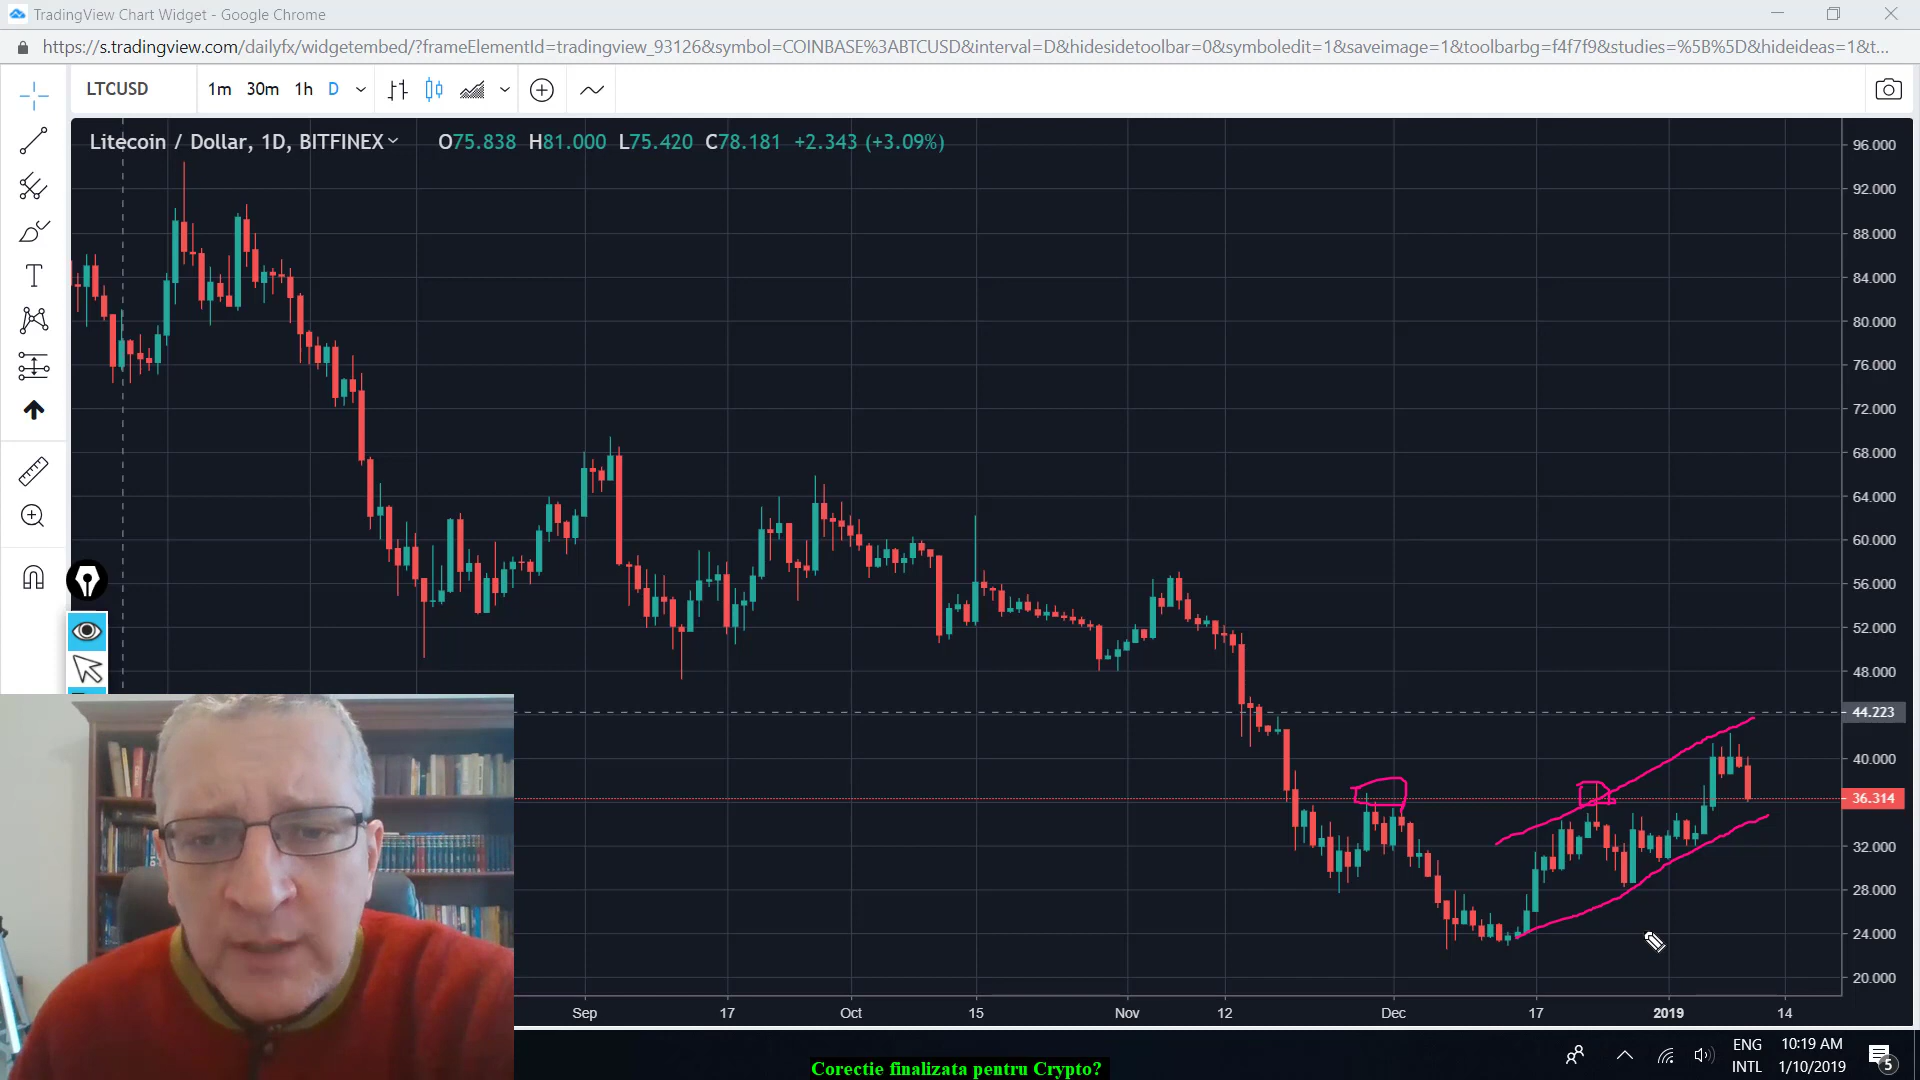 TradingView Chart Widget - Google Chrome
https://s.tradingview.com/dailyfx/widgetembed/?frameElementId=tradingview_93126&symbol=COINBASE%3ABTCUSD&interval=D&hidesidetoolbar=0&symboledit=1&saveimage=1&toolbarbg=f4f7f9&studies=%5B%5D&hideideas=1&t...
LTCUSD 1m 30m 1h D
Litecoin / Dollar, 1D, BITFINEX O75.838 H81.000 L75.420 C78.181 +2.343 (+3.09%)
96.000
92.000
88.000
84.000
80.000
76.000
72.000
68.000
64.000
60.000
56.000
52.000
48.000
44.223
40.000
36.314
32.000
28.000
24.000
20.000
Sep 17 Oct 15 Nov 12 Dec 17 2019 14
ENG 10:19 AM
INTL 1/10/2019 5
Corectie finalizata pentru Crypto?